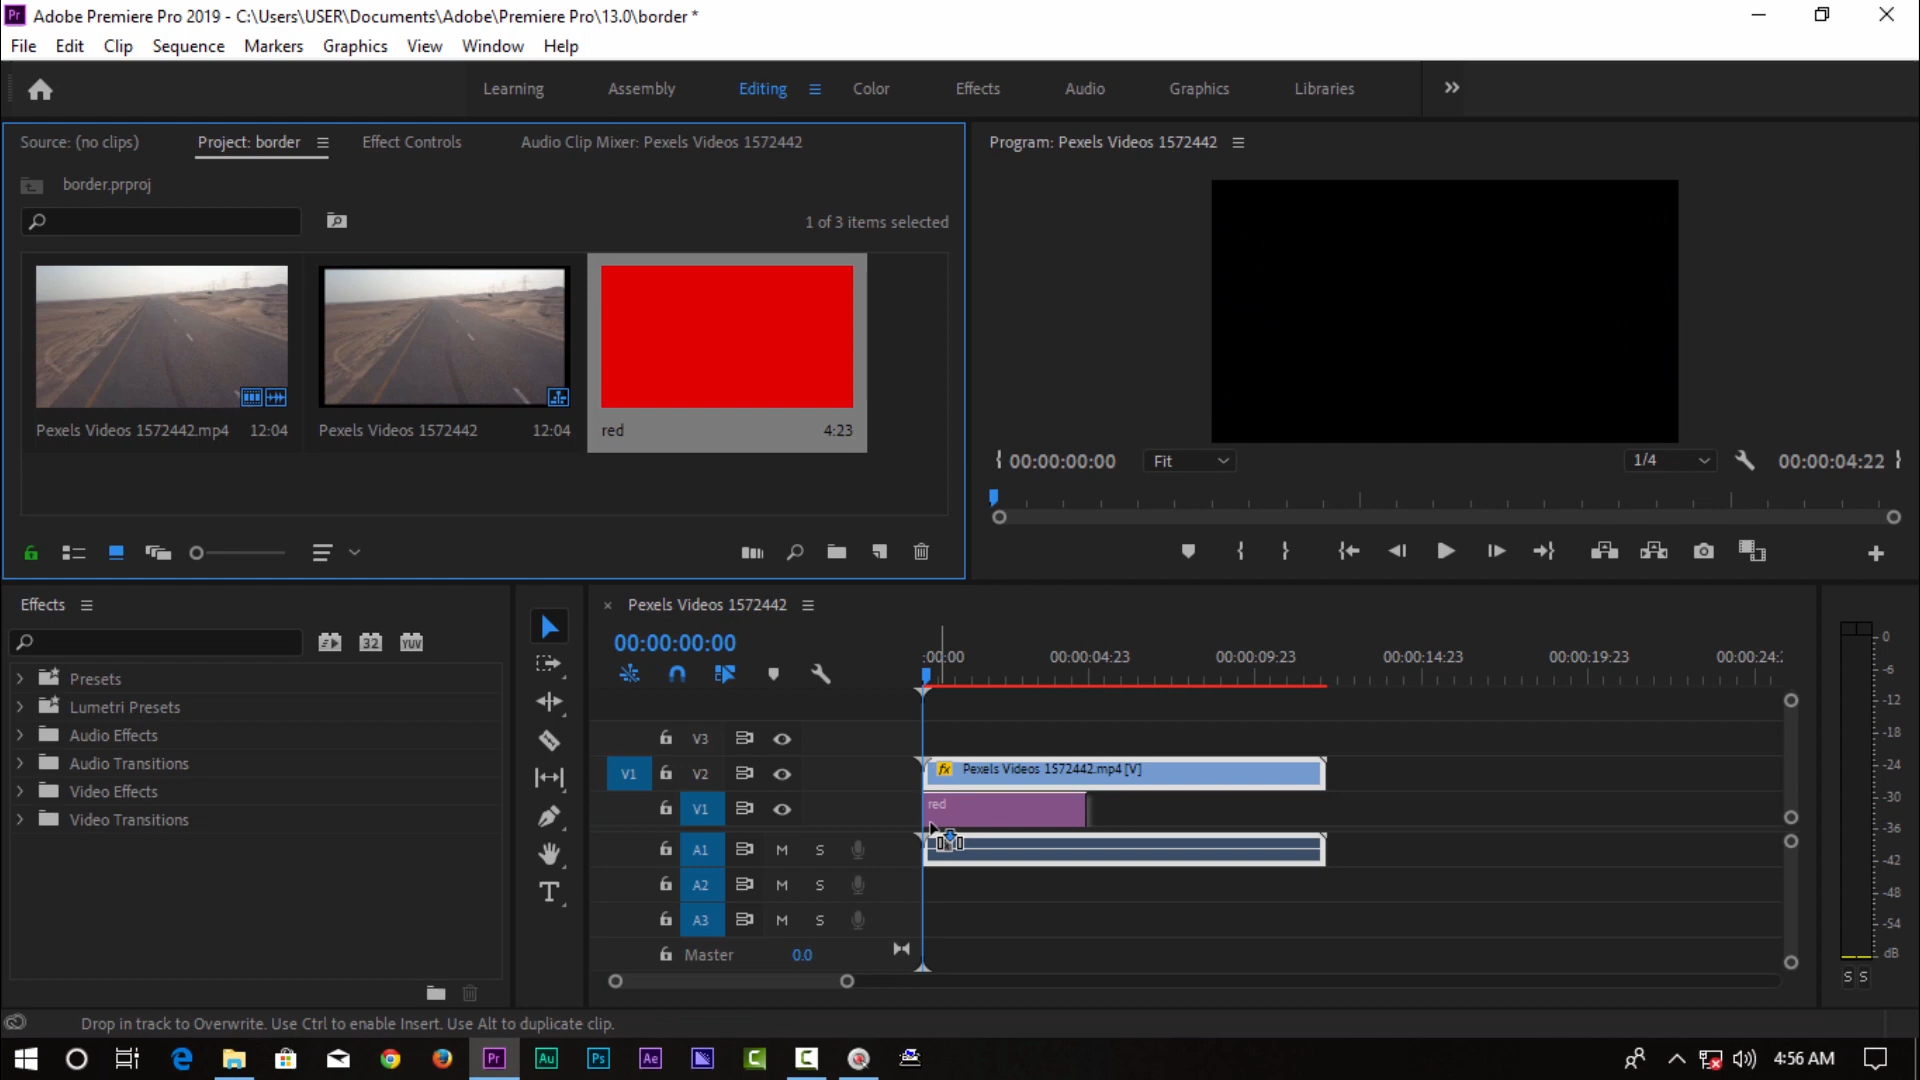 Pr Adobe Premiere Pro 2019 - C:\Users\USER\Documents\Adobe\Premiere Pro\13.0\border *
File Edit Clip Sequence Markers Graphics View Window Help
Learning Assembly Editing Color Effects Audio Graphics Libraries
Source: (no clips) Project: border Effect Controls Audio Clip Mixer: Pexels Videos 1572442
Program: Pexels Videos 1572442
border.prproj
1 of 3 items selected
Pexels Videos 1572442.mp4 12:04
Pexels Videos 1572442 12:04
red 4:23
00:00:00:00 Fit 1/4 00:00:04:22
Effects
32 YUV
Presets
Lumetri Presets
Audio Effects
Audio Transitions
Video Effects
Video Transitions
× Pexels Videos 1572442
00:00:00:00
:00:00 00:00:04:23 00:00:09:23 00:00:14:23 00:00:19:23 00:00:24:
V3
V1 V2
fx Pexels Videos 1572442.mp4 [V]
V1
red
A1 M S
A2 M S
A3 M S
Master 0.0
0
-6
-12
-18
-24
-30
-36
-42
-48
-54
dB
S S
Drop in track to Overwrite. Use Ctrl to enable Insert. Use Alt to duplicate clip.
Pr Au Ps Ae C C
4:56 AM